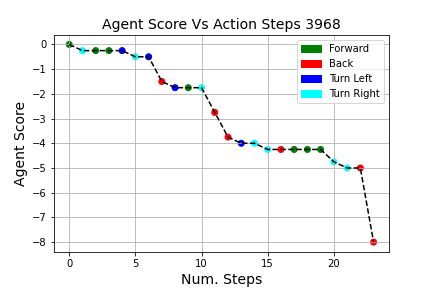 Agent Score Vs Action Steps 3968
Forward
Back
Turn Left
Turn Right
Agent Score
0
−1
−2
−3
−4
−5
−6
−7
−8
0
5
10
15
20
Num. Steps